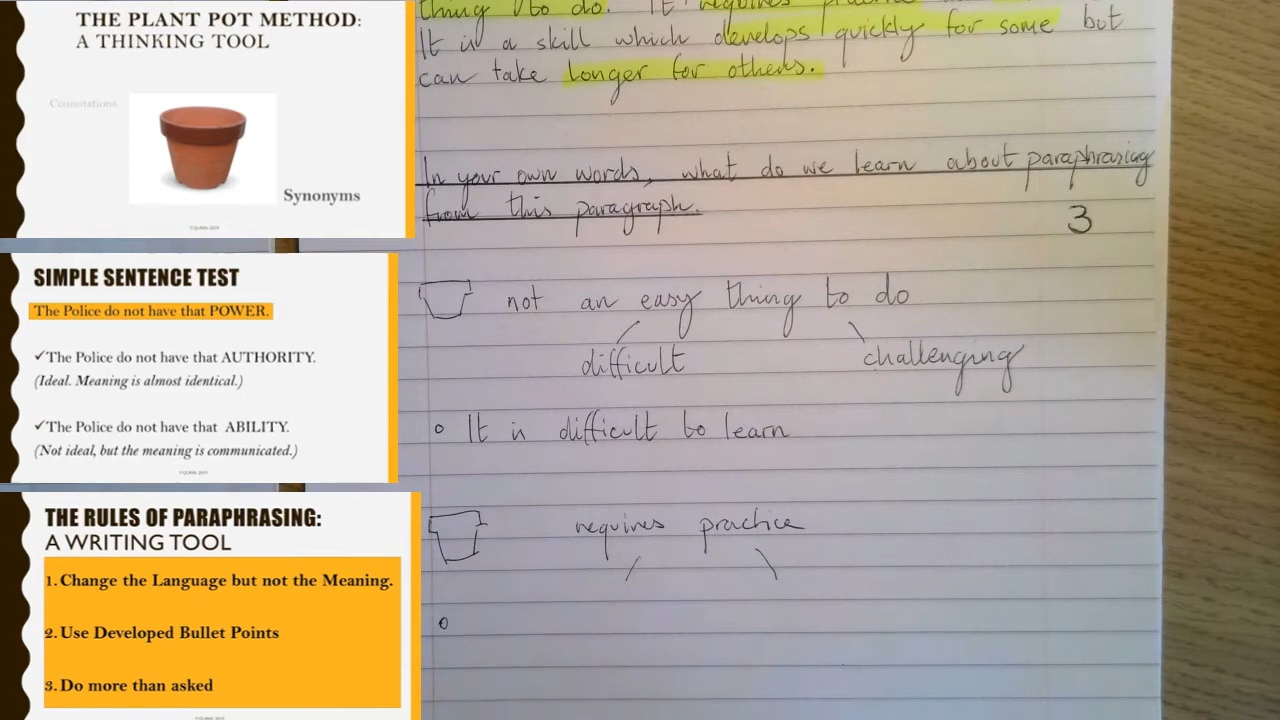 THE PLANT POT METHOD:
A THINKING TOOL
Connotations
Synonyms
SIMPLE SENTENCE TEST
The Police do not have that POWER.
✓The Police do not have that AUTHORITY.
(Ideal. Meaning is almost identical.)
✓The Police do not have that ABILITY.
(Not ideal, but the meaning is communicated.)
THE RULES OF PARAPHRASING:
A WRITING TOOL
1. Change the Language but not the Meaning.
2. Use Developed Bullet Points
3. Do more than asked
thing to do. It requires practice
It is a skill which develops quickly for some but
can take longer for others.
In your own words, what do we learn about paraphrasing
from this paragraph.
3
not an easy thing to do
difficult challenging
It is difficult to learn
requires practice